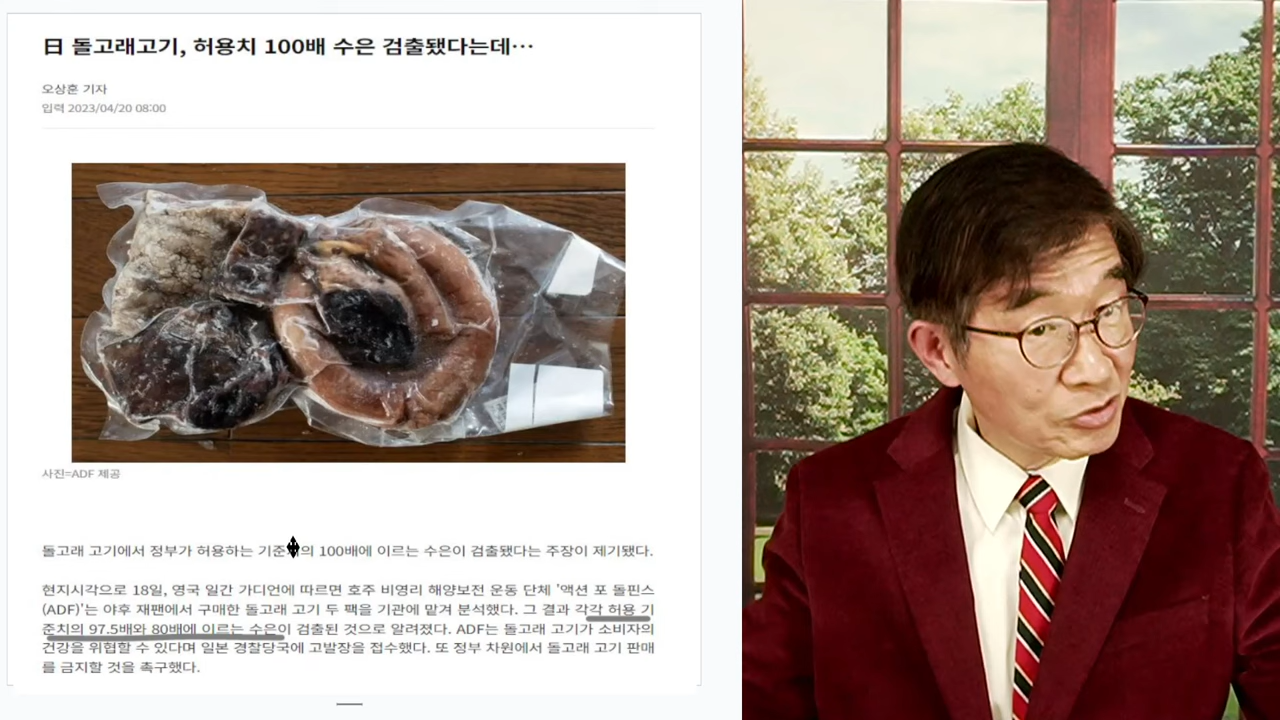 日 돌고래고기, 허용치 100배 수은 검출됐다는데…
오상훈 기자
입력 2023/04/20 08:00
사진=ADF 제공
돌고래 고기에서 정부가 허용하는 100배에 이르는 수은이 검출됐다는 주장이 제기됐다.
현지시각으로 18일, 영국 일간 가디언에 따르면 호주 비영리 해양보전 운동 단체 '액션 포 돌핀스
(ADF)'는 야후 재팬에서 구매한 돌고래 고기 두 팩을 기관에 맡겨 분석했다. 그 결과 각각 허용 기
준치의 97.5배와 80배에 이르는 수은이 검출된 것으로 알려졌다. ADF는 돌고래 고기가 소비자의
건강을 위협할 수 있다며 일본 경찰당국에 고발장을 접수했다. 또 정부 차원에서 돌고래 고기 판매
를 금지할 것을 촉구했다.